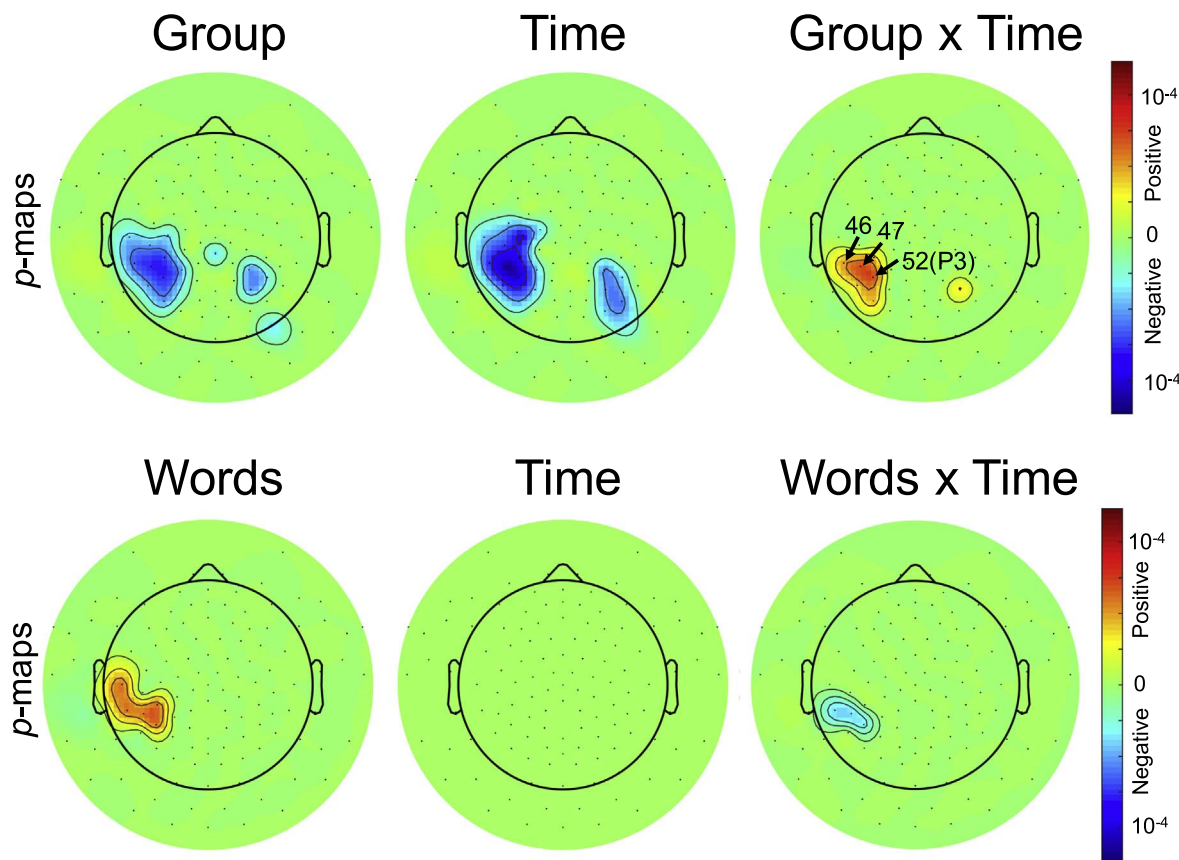 Group
Time
Group x Time
p-maps
46
47
52(P3)
10-4
Positive
0
Negative
10-4
Words
Time
Words x Time
p-maps
10-4
Positive
0
Negative
10-4